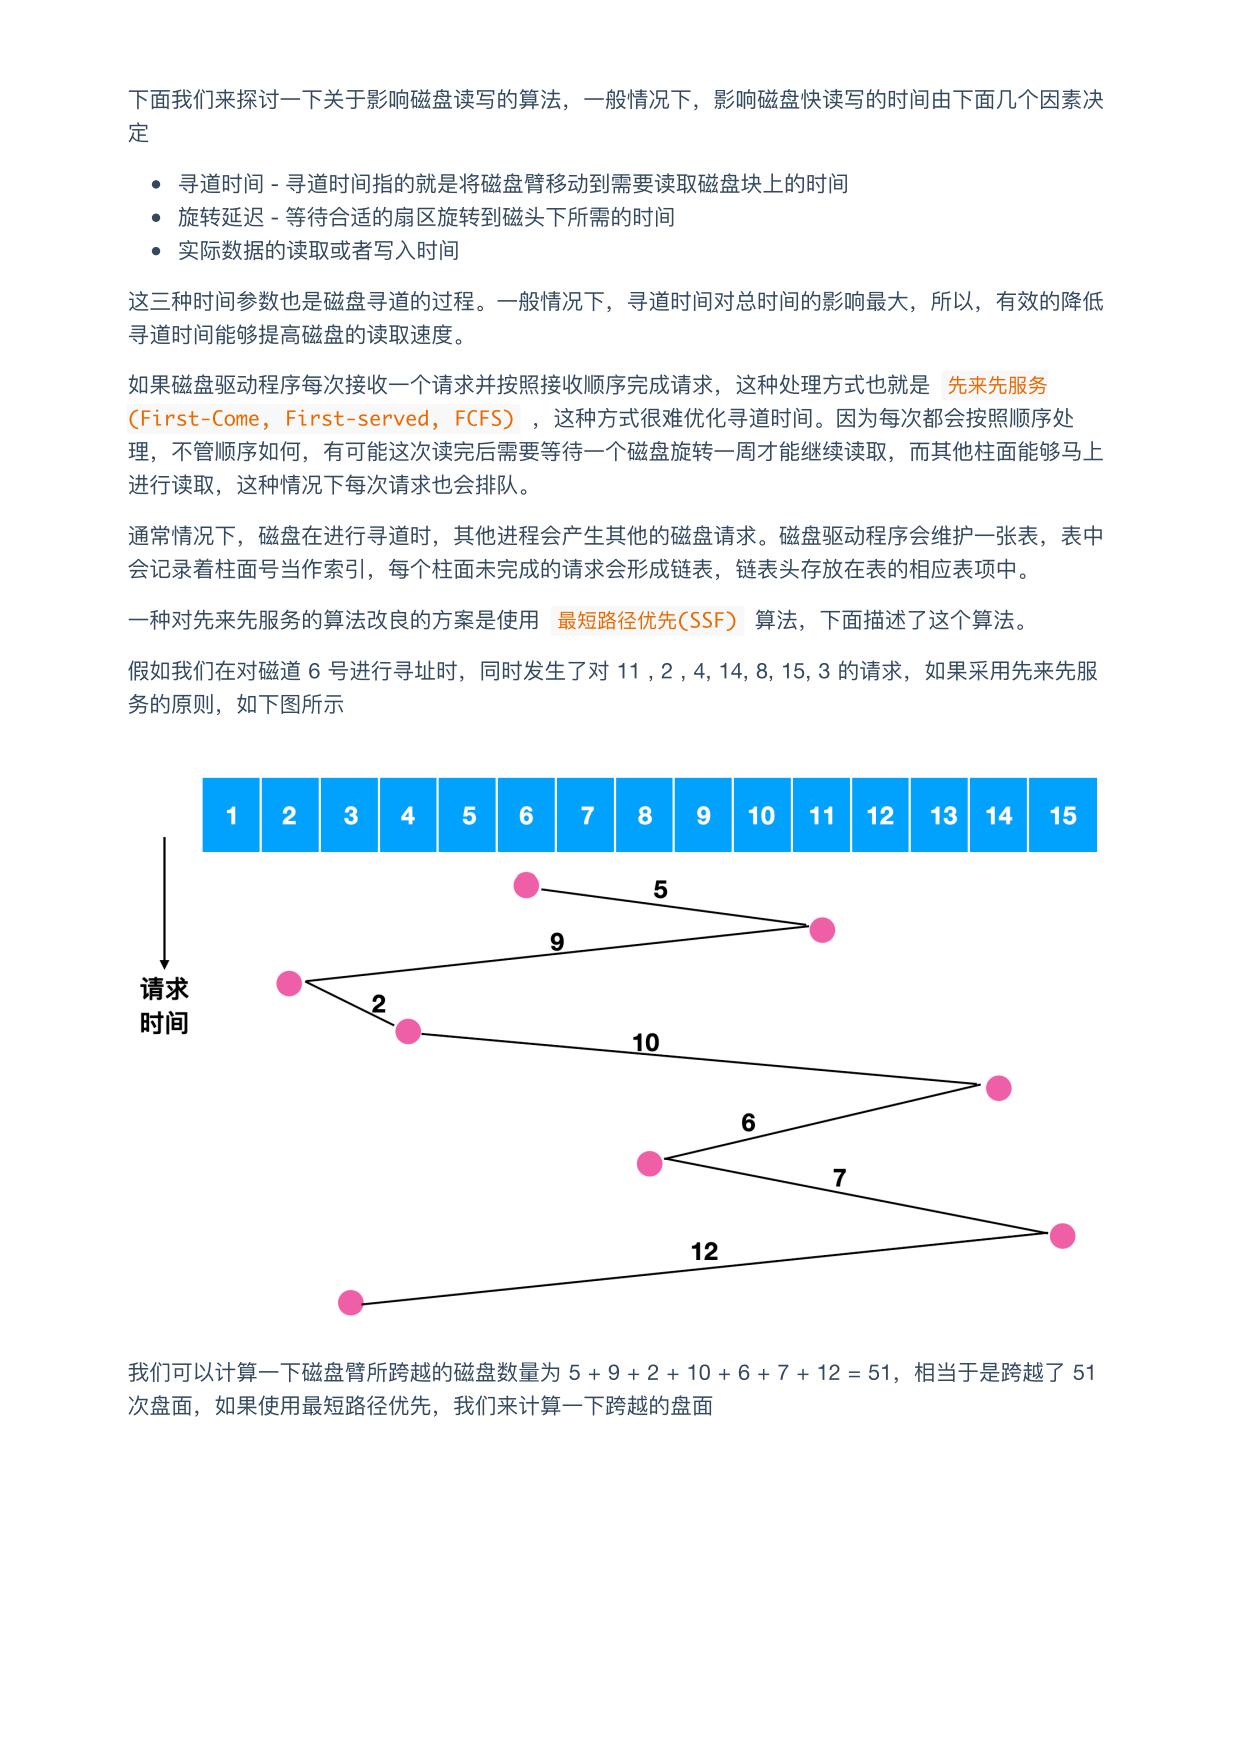 下面我们来探讨一下关于影响磁盘读写的算法，一般情况下，影响磁盘快读写的时间由下面几个因素决
定
寻道时间 - 寻道时间指的就是将磁盘臂移动到需要读取磁盘块上的时间
旋转延迟 - 等待合适的扇区旋转到磁头下所需的时间
实际数据的读取或者写入时间
这三种时间参数也是磁盘寻道的过程。一般情况下，寻道时间对总时间的影响最大，所以，有效的降低
寻道时间能够提高磁盘的读取速度。
如果磁盘驱动程序每次接收一个请求并按照接收顺序完成请求，这种处理方式也就是 先来先服务
(First-Come, First-served, FCFS) ，这种方式很难优化寻道时间。因为每次都会按照顺序处
理，不管顺序如何，有可能这次读完后需要等待一个磁盘旋转一周才能继续读取，而其他柱面能够马上
进行读取，这种情况下每次请求也会排队。
通常情况下，磁盘在进行寻道时，其他进程会产生其他的磁盘请求。磁盘驱动程序会维护一张表，表中
会记录着柱面号当作索引，每个柱面未完成的请求会形成链表，链表头存放在表的相应表项中。
一种对先来先服务的算法改良的方案是使用 最短路径优先(SSF) 算法，下面描述了这个算法。
假如我们在对磁道 6 号进行寻址时，同时发生了对 11 , 2 , 4, 14, 8, 15, 3 的请求，如果采用先来先服
务的原则，如下图所示
1 2 3 4 5 6 7 8 9 10 11 12 13 14 15
5
9
请求
时间
2
10
6
7
12
我们可以计算一下磁盘臂所跨越的磁盘数量为 5 + 9 + 2 + 10 + 6 + 7 + 12 = 51，相当于是跨越了 51
次盘面，如果使用最短路径优先，我们来计算一下跨越的盘面